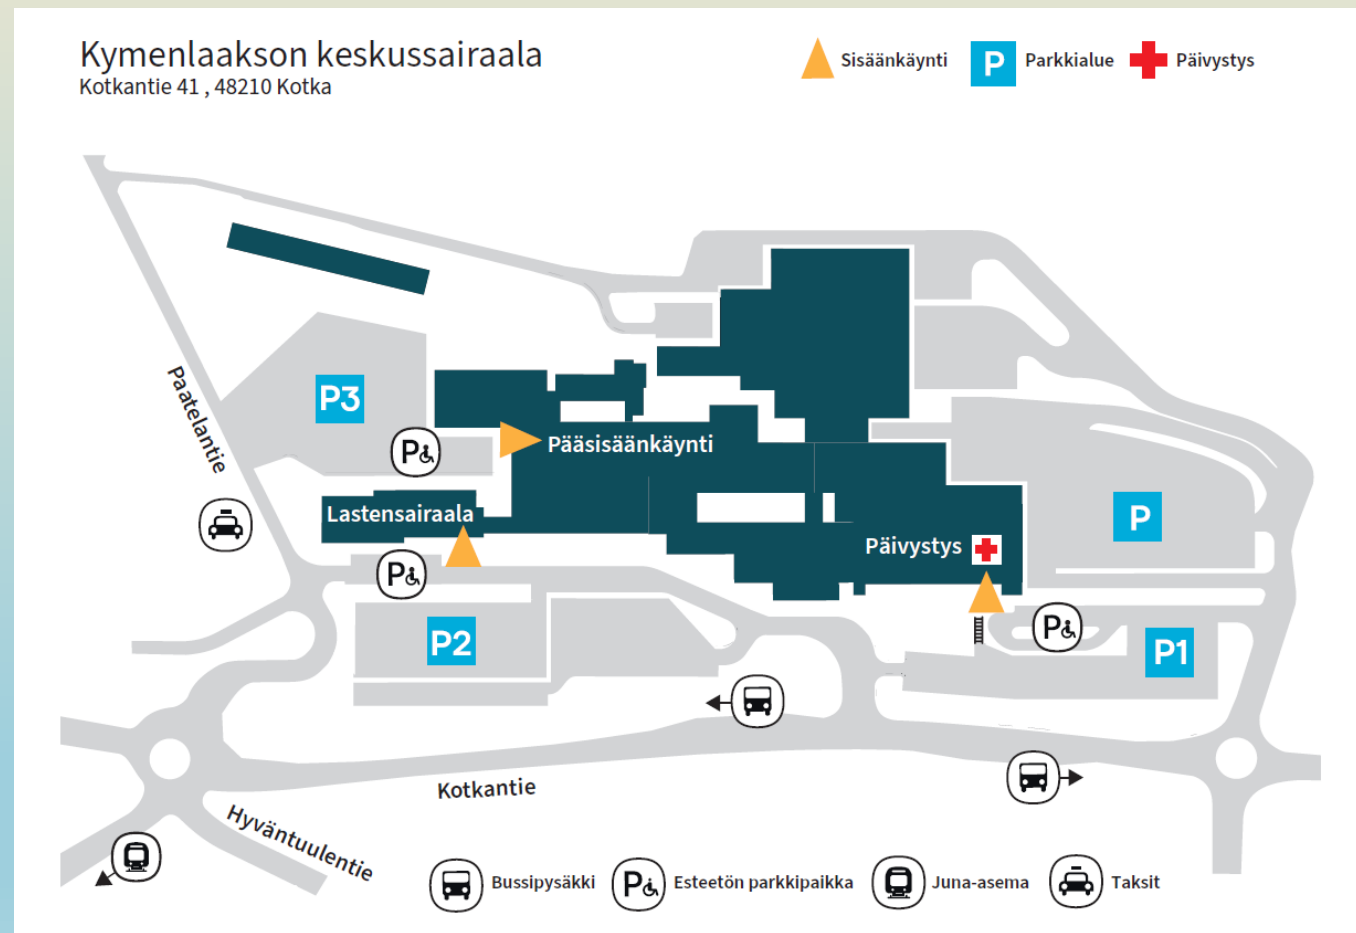 Kymenlaakson keskussairaala
Kotkantie 41 , 48210 Kotka
Sisäänkäynti
P
Parkkialue
Päivystys
Paatelantie
P3
P
Pääsisäänkäynti
Lastensairaala
P
P
Päivystys
P2
P
P1
Kotkantie
Hyväntuulentie
Bussipysäkki
P
Esteetön parkkipaikka
Juna-asema
Taksit